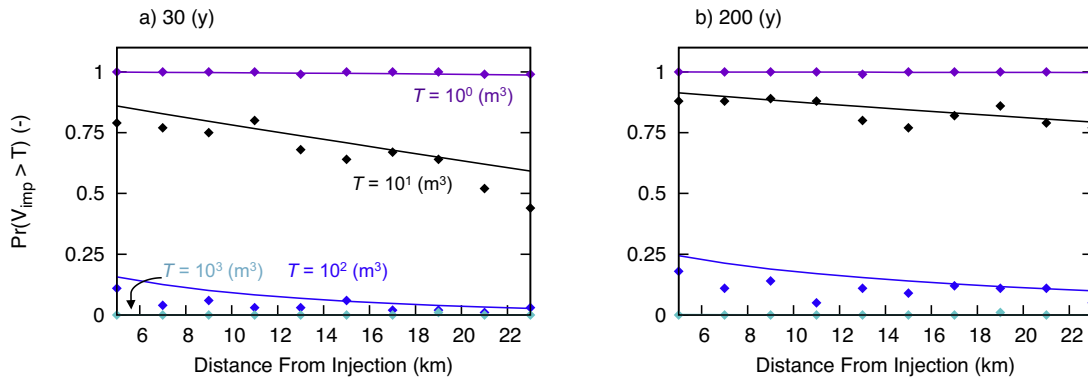 a) 30 (y)
b) 200 (y)
Pr(V_imp > T) (-)
1
0.75
0.5
0.25
0
T = 10⁰ (m³)
T = 10¹ (m³)
T = 10³ (m³)
T = 10² (m³)
6 8 10 12 14 16 18 20 22
Distance From Injection (km)
1
0.75
0.5
0.25
0
6 8 10 12 14 16 18 20 22
Distance From Injection (km)